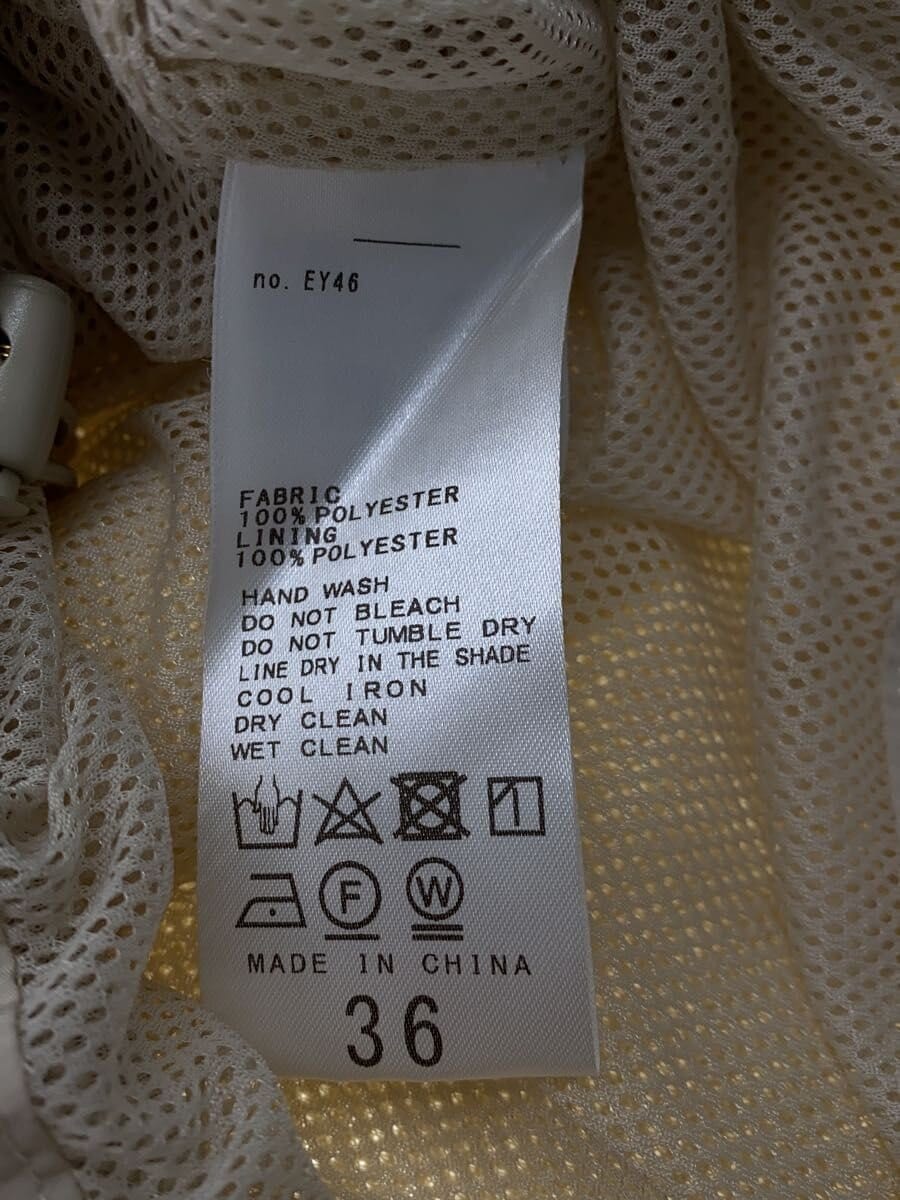 no. EY46
FABRIC
100% POLYESTER
LINING
100% POLYESTER
HAND WASH
DO NOT BLEACH
DO NOT TUMBLE DRY
LINE DRY IN THE SHADE
COOL IRON
DRY CLEAN
WET CLEAN
F W
MADE IN CHINA
36